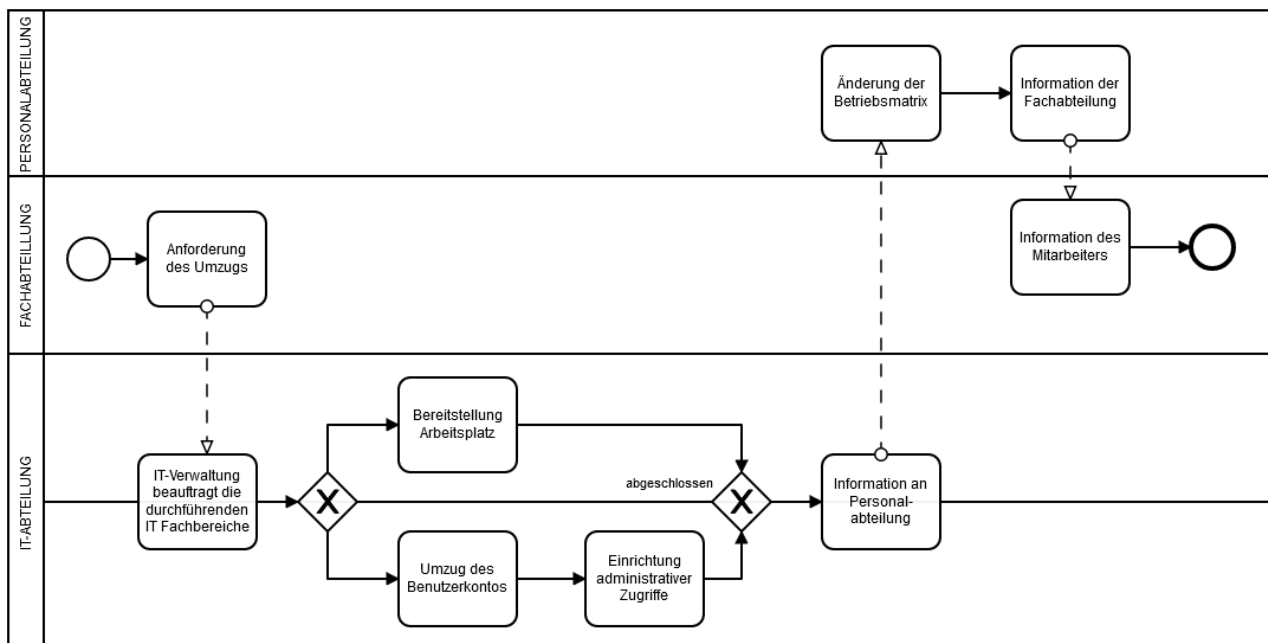 PERSONALABTEILUNG
Änderung der
Betriebsmatrix
Information der
Fachabteilung
FACHABTEILLUNG
Anforderung
des Umzugs
Information des
Mitarbeiters
IT-ABTEILUNG
IT-Verwaltung
beauftragt die
durchführenden
IT Fachbereiche
Bereitstellung
Arbeitsplatz
abgeschlossen
Umzug des
Benutzerkontos
Einrichtung
administrativer
Zugriffe
Information an
Personal-
abteilung